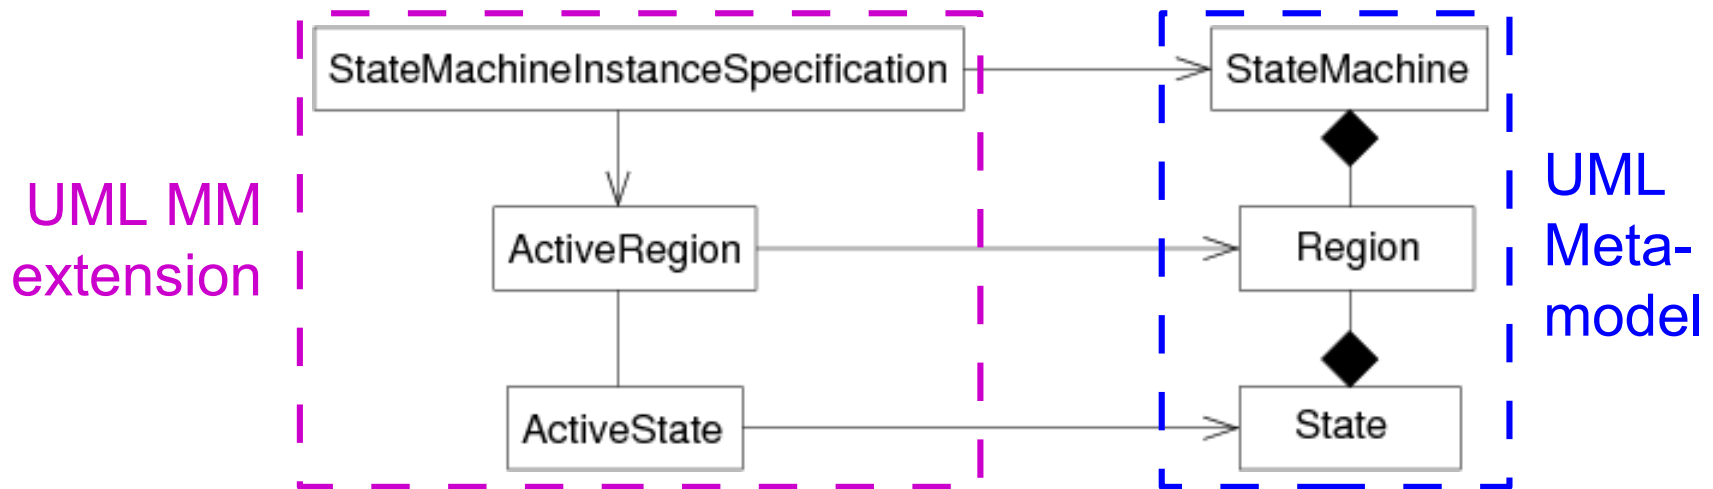 StateMachineInstanceSpecification
StateMachine
UML MM
extension
ActiveRegion
Region
UML
Meta-
model
ActiveState
State